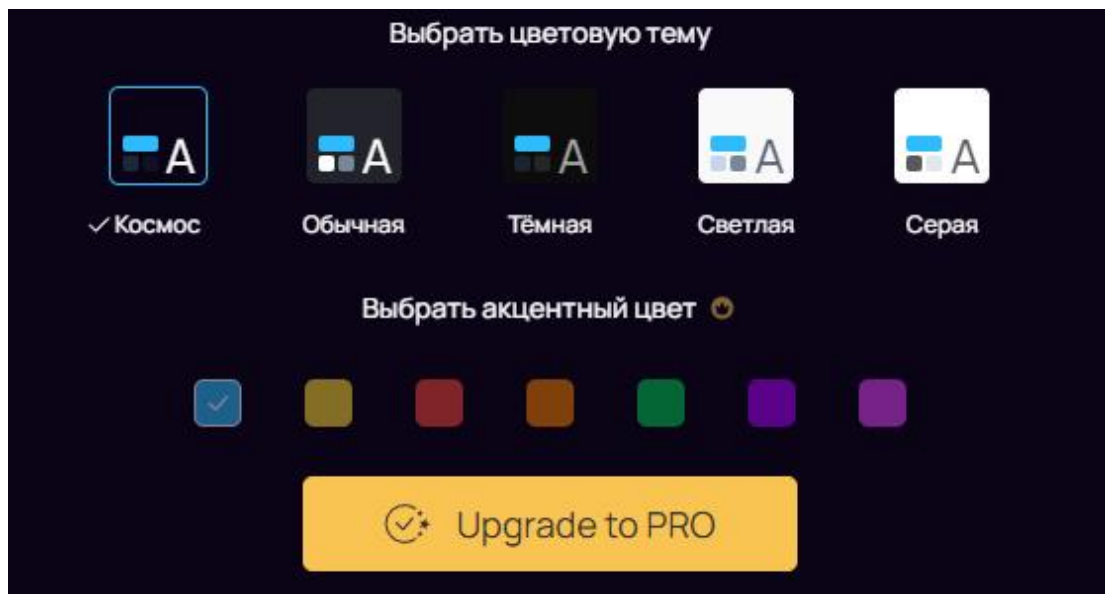 Выбрать цветовую тему
A A A A A
Космос Обычная Тёмная Светлая Серая
Выбрать акцентный цвет
Upgrade to PRO